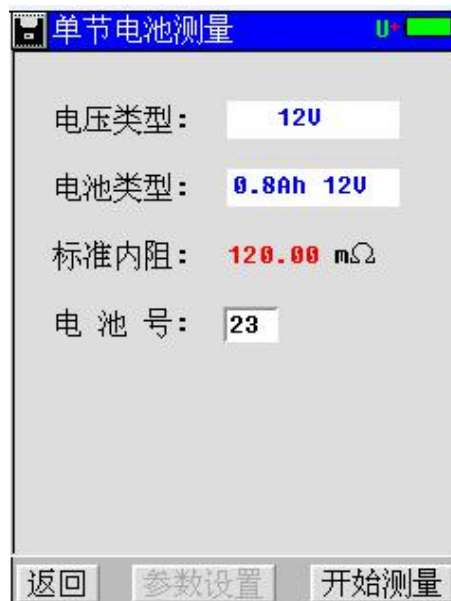 单节电池测量 U+
电压类型: 12V
电池类型: 0.8Ah 12V
标准内阻: 120.00 mΩ
电 池 号: 23
返回 参数设置 开始测量